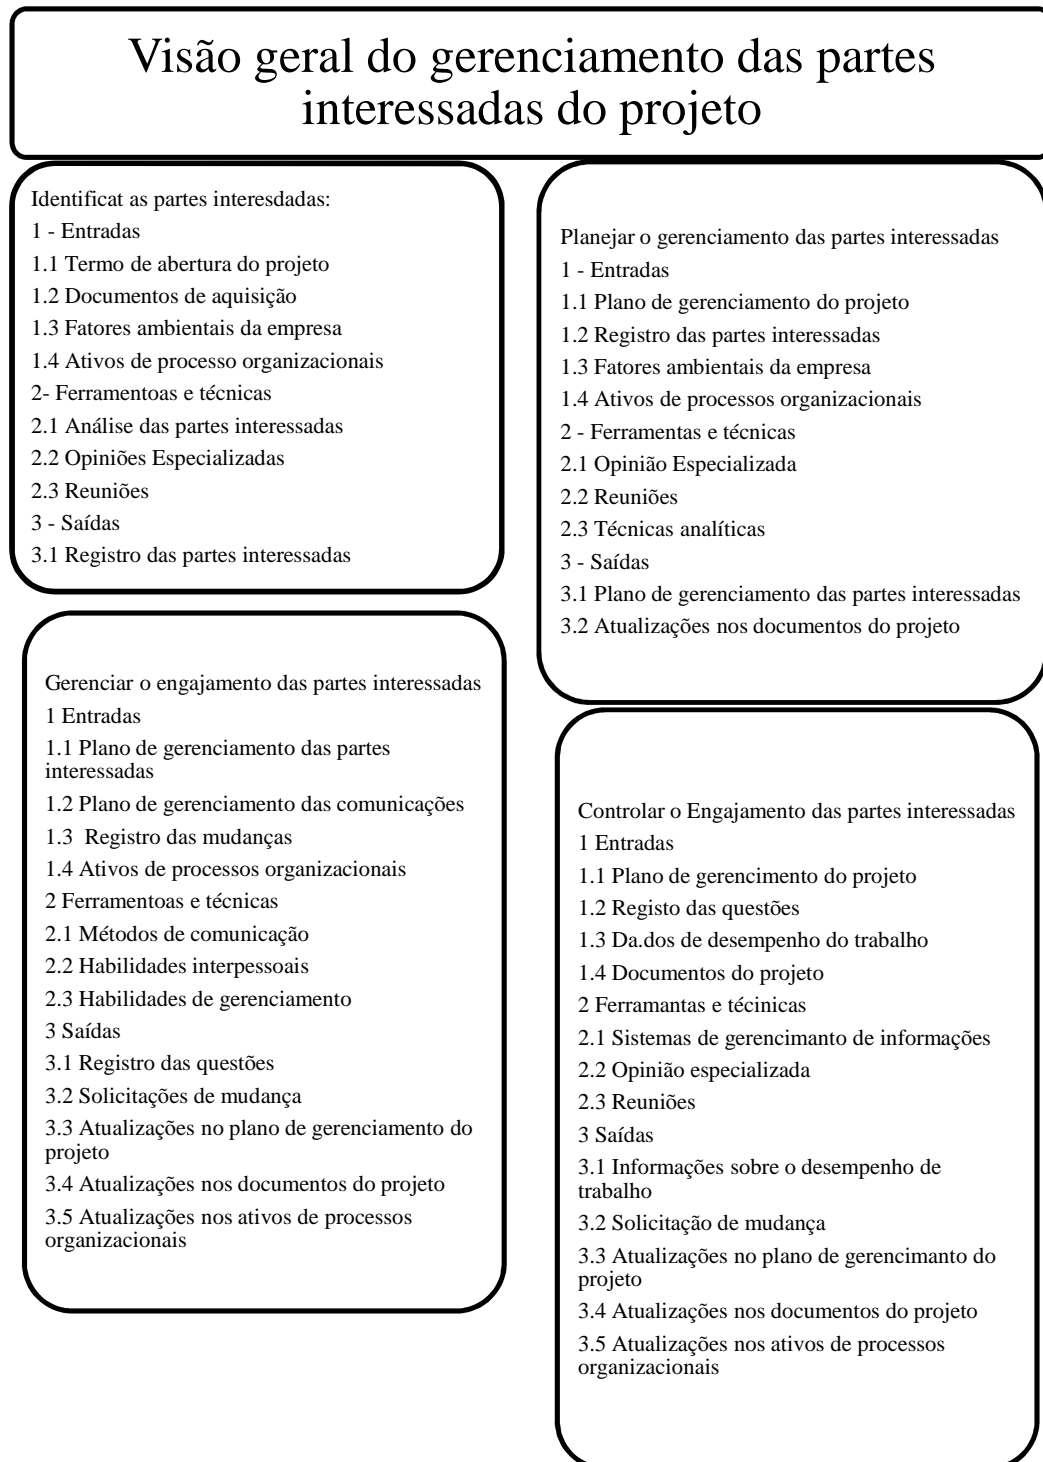 Visão geral do gerenciamento das partes
interessadas do projeto
Identificat as partes interesdadas:
1 - Entradas
1.1 Termo de abertura do projeto
1.2 Documentos de aquisição
1.3 Fatores ambientais da empresa
1.4 Ativos de processo organizacionais
2- Ferramentoas e técnicas
2.1 Análise das partes interessadas
2.2 Opiniões Especializadas
2.3 Reuniões
3 - Saídas
3.1 Registro das partes interessadas
Planejar o gerenciamento das partes interessadas
1 - Entradas
1.1 Plano de gerenciamento do projeto
1.2 Registro das partes interessadas
1.3 Fatores ambientais da empresa
1.4 Ativos de processos organizacionais
2 - Ferramentas e técnicas
2.1 Opinião Especializada
2.2 Reuniões
2.3 Técnicas analíticas
3 - Saídas
3.1 Plano de gerenciamento das partes interessadas
3.2 Atualizações nos documentos do projeto
Gerenciar o engajamento das partes interessadas
1 Entradas
1.1 Plano de gerenciamento das partes
interessadas
1.2 Plano de gerenciamento das comunicações
1.3  Registro das mudanças
1.4 Ativos de processos organizacionais
2 Ferramentoas e técnicas
2.1 Métodos de comunicação
2.2 Habilidades interpessoais
2.3 Habilidades de gerenciamento
3 Saídas
3.1 Registro das questões
3.2 Solicitações de mudança
3.3 Atualizações no plano de gerenciamento do
projeto
3.4 Atualizações nos documentos do projeto
3.5 Atualizações nos ativos de processos
organizacionais
Controlar o Engajamento das partes interessadas
1 Entradas
1.1 Plano de gerencimento do projeto
1.2 Registo das questões
1.3 Da.dos de desempenho do trabalho
1.4 Documentos do projeto
2 Ferramantas e técinicas
2.1 Sistemas de gerencimanto de informações
2.2 Opinião especializada
2.3 Reuniões
3 Saídas
3.1 Informações sobre o desempenho de
trabalho
3.2 Solicitação de mudança
3.3 Atualizações no plano de gerencimanto do
projeto
3.4 Atualizações nos documentos do projeto
3.5 Atualizações nos ativos de processos
organizacionais